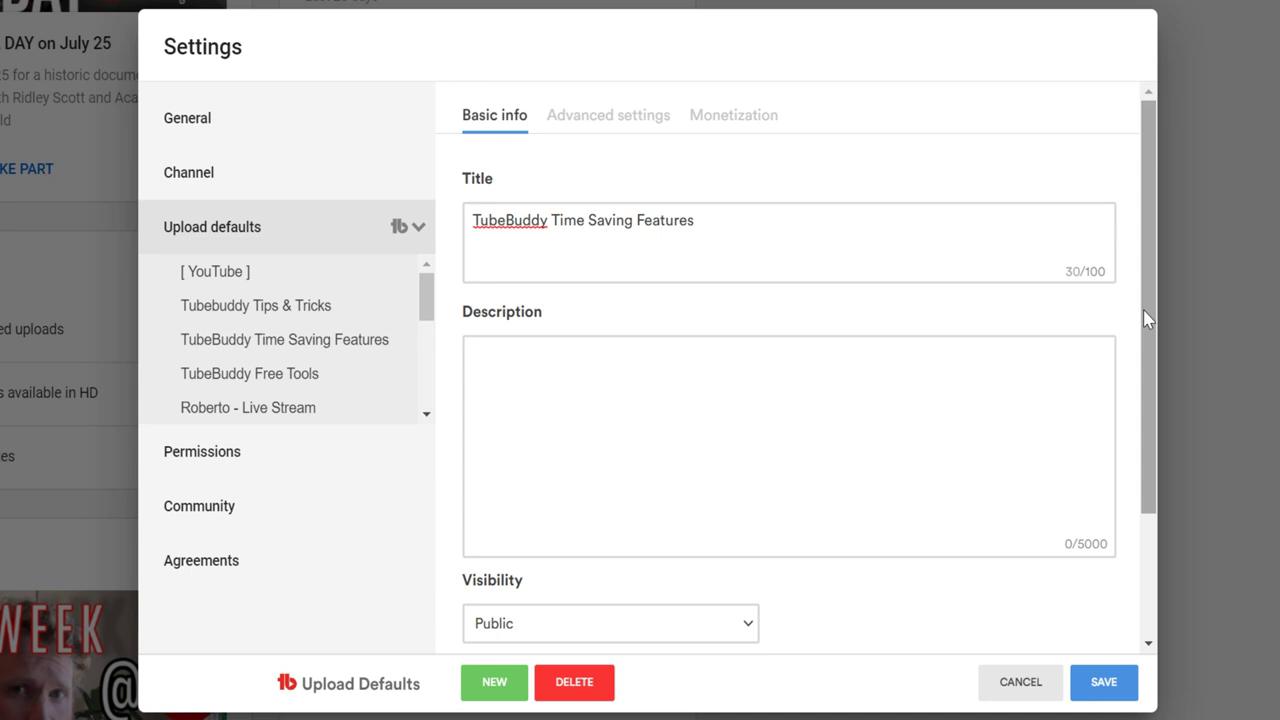 DAY on July 25
5 for a historic docume
h Ridley Scott and Aca
ld
KE PART
ed uploads
s available in HD
es
WEEK
@
Settings
General
Channel
Upload defaults
[ YouTube ]
Tubebuddy Tips & Tricks
TubeBuddy Time Saving Features
TubeBuddy Free Tools
Roberto - Live Stream
Permissions
Community
Agreements
Basic info Advanced settings Monetization
Title
TubeBuddy Time Saving Features
30/100
Description
0/5000
Visibility
Public
tb Upload Defaults
NEW DELETE CANCEL SAVE